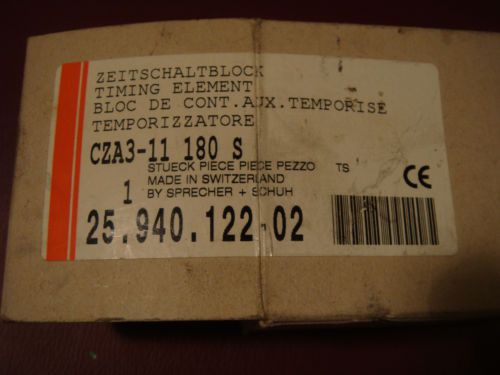 ZEITSCHALTBLOCK
TIMING ELEMENT
BLOC DE CONT.AUX.TEMPORISE
TEMPORIZZATORE
CZA3-11 180 S
STUECK PIECE PIECE PEZZO TS
1 MADE IN SWITZERLAND
BY SPRECHER + SCHUH
CE
25.940.122-02